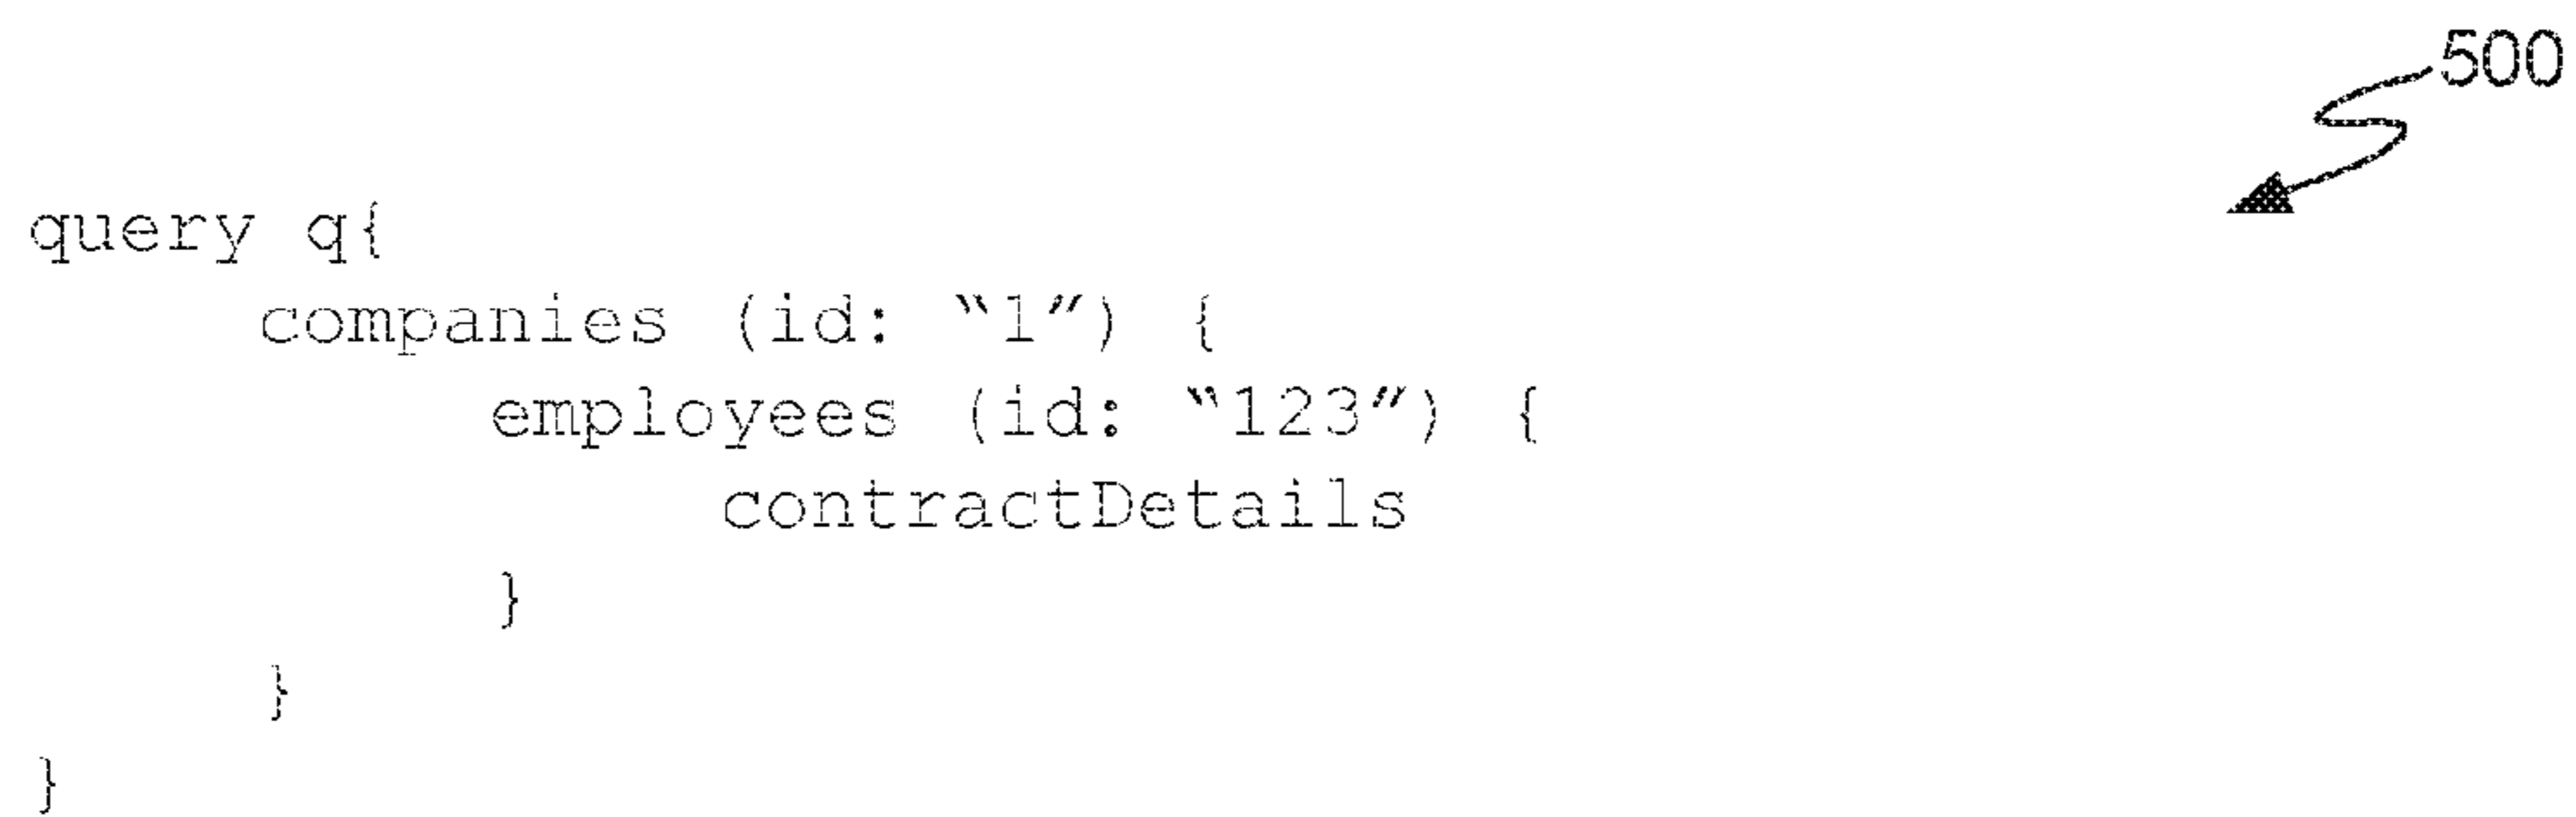 500
query q{
companies (id: “1”) {
employees (id: “123”) {
contractDetails
}
}
}